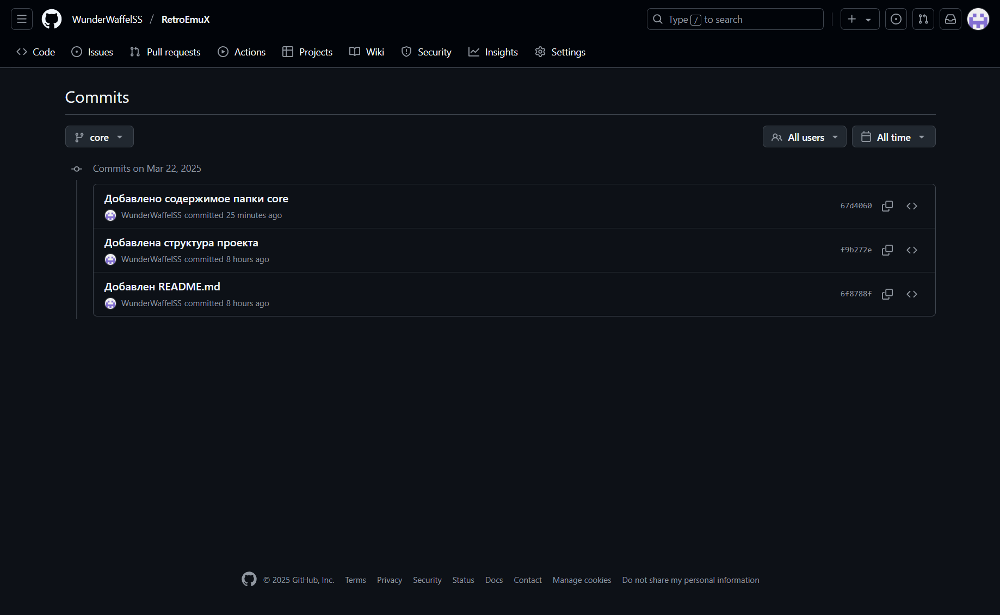 WunderWaffelSS / RetroEmuX
Type / to search
Code Issues Pull requests Actions Projects Wiki Security Insights Settings
Commits
core
All users All time
Commits on Mar 22, 2025
Добавлено содержимое папки core
WunderWaffelSS committed 25 minutes ago
67d4060
Добавлена структура проекта
WunderWaffelSS committed 8 hours ago
f9b272e
Добавлен README.md
WunderWaffelSS committed 8 hours ago
6f8788f
© 2025 GitHub, Inc. Terms Privacy Security Status Docs Contact Manage cookies Do not share my personal information